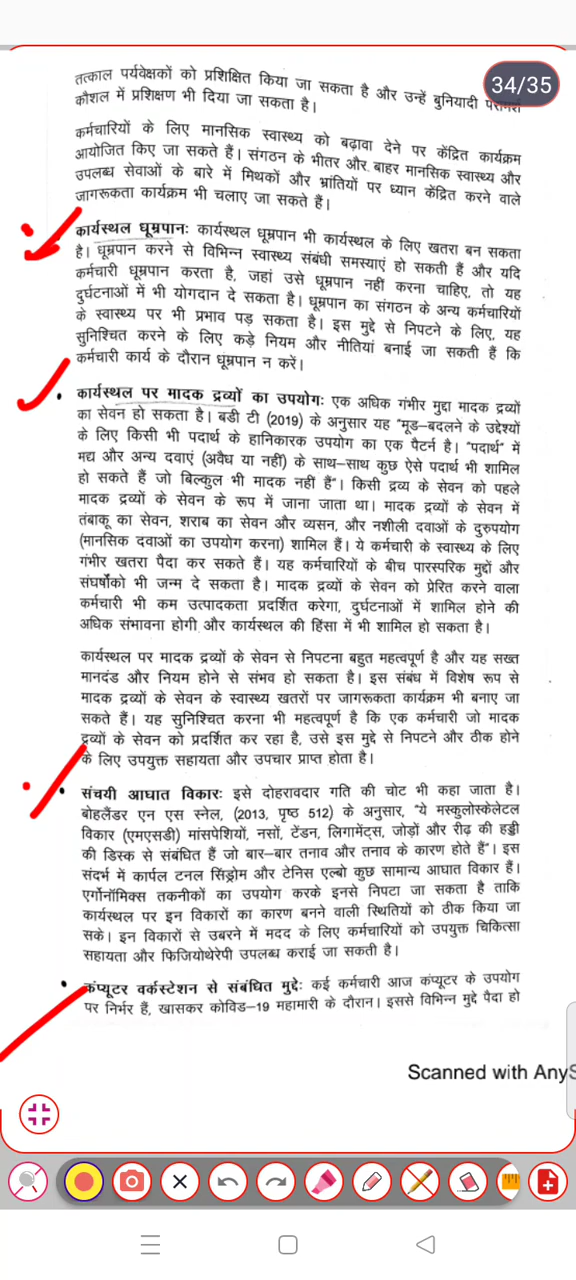 तत्काल पर्यवेक्षकों को प्रशिक्षित किया जा सकता है और उन्हें बुनियादी
34/35
कौशल में प्रशिक्षण भी दिया जा सकता है।
कर्मचारियों के लिए मानसिक स्वास्थ्य को बढ़ावा देने पर केंद्रित कार्यक्रम
आयोजित किए जा सकते हैं। संगठन के भीतर और बाहर मानसिक स्वास्थ्य और
उपलब्ध सेवाओं के बारे में मिथकों और भ्रांतियों पर ध्यान केंद्रित करने वाले
जागरूकता कार्यक्रम भी चलाए जा सकते हैं।
कार्यस्थल धूम्रपानः कार्यस्थल धूम्रपान भी कार्यस्थल के लिए खतरा बन सकता
है। धूम्रपान करने से विभिन्न स्वास्थ्य संबंधी समस्याएं हो सकती हैं और यदि
कर्मचारी धूम्रपान करता है, जहां उसे धूम्रपान नहीं करना चाहिए, तो यह
दुर्घटनाओं में भी योगदान दे सकता है। धूम्रपान का संगठन के अन्य कर्मचारियों
के स्वास्थ्य पर भी प्रभाव पड़ सकता है। इस मुद्दे से निपटने के लिए, यह
सुनिश्चित करने के लिए कड़े नियम और नीतियां बनाई जा सकती हैं कि
कर्मचारी कार्य के दौरान धूम्रपान न करें।
• कार्यस्थल पर मादक द्रव्यों का उपयोगः एक अधिक गंभीर मुद्दा मादक द्रव्यों
का सेवन हो सकता है। बडी टी (2019) के अनुसार यह "मूड-बदलने के उद्देश्यों
के लिए किसी भी पदार्थ के हानिकारक उपयोग का एक पैटर्न है। "पदार्थ" में
मद्य और अन्य दवाएं (अवैध या नहीं) के साथ-साथ कुछ ऐसे पदार्थ भी शामिल
हो सकते हैं जो बिल्कुल भी मादक नहीं हैं"। किसी द्रव्य के सेवन को पहले
मादक द्रव्यों के सेवन के रूप में जाना जाता था। मादक द्रव्यों के सेवन में
तंबाकू का सेवन, शराब का सेवन और व्यसन, और नशीली दवाओं के दुरुपयोग
(मानसिक दवाओं का उपयोग करना) शामिल हैं। ये कर्मचारी के स्वास्थ्य के लिए
गंभीर खतरा पैदा कर सकते हैं। यह कर्मचारियों के बीच पारस्परिक मुद्दों और
संघर्षोंको भी जन्म दे सकता है। मादक द्रव्यों के सेवन को प्रेरित करने वाला
कर्मचारी भी कम उत्पादकता प्रदर्शित करेगा, दुर्घटनाओं में शामिल होने की
अधिक संभावना होगी और कार्यस्थल की हिंसा में भी शामिल हो सकता है।
कार्यस्थल पर मादक द्रव्यों के सेवन से निपटना बहुत महत्वपूर्ण है और यह सख्त
मानदंड और नियम होने से संभव हो सकता है। इस संबंध में विशेष रूप से
मादक द्रव्यों के सेवन के स्वास्थ्य खतरों पर जागरूकता कार्यक्रम भी बनाए जा
सकते हैं। यह सुनिश्चित करना भी महत्वपूर्ण है कि एक कर्मचारी जो मादक
द्रव्यों के सेवन को प्रदर्शित कर रहा है, उसे इस मुद्दे से निपटने और ठीक होने
के लिए उपयुक्त सहायता और उपचार प्राप्त होता है।
• संचयी आघात विकारः इसे दोहरावदार गति की चोट भी कहा जाता है।
बोहलैंडर एन एस स्नेल, (2013, पृष्ठ 512) के अनुसार, "ये मस्कुलोस्केलेटल
विकार (एमएसडी) मांसपेशियों, नसों, टेंडन, लिगामेंट्स, जोड़ों और रीढ़ की हड्डी
की डिस्क से संबंधित हैं जो बार-बार तनाव और तनाव के कारण होते हैं"। इस
संदर्भ में कार्पल टनल सिंड्रोम और टेनिस एल्बो कुछ सामान्य आघात विकार हैं।
एर्गोनॉमिक्स तकनीकों का उपयोग करके इनसे निपटा जा सकता है ताकि
कार्यस्थल पर इन विकारों का कारण बनने वाली स्थितियों को ठीक किया जा
सके। इन विकारों से उबरने में मदद के लिए कर्मचारियों को उपयुक्त चिकित्सा
सहायता और फिजियोथेरेपी उपलब्ध कराई जा सकती है।
• कंप्यूटर वर्कस्टेशन से संबंधित मुद्देः कई कर्मचारी आज कंप्यूटर के उपयोग
पर निर्भर हैं, खासकर कोविड-19 महामारी के दौरान। इससे विभिन्न मुद्दे पैदा हो
Scanned with AnyS